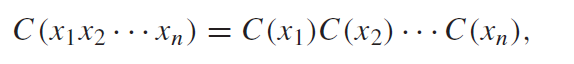 C(x₁x₂ ⋯ xₙ) = C(x₁)C(x₂) ⋯ C(xₙ),